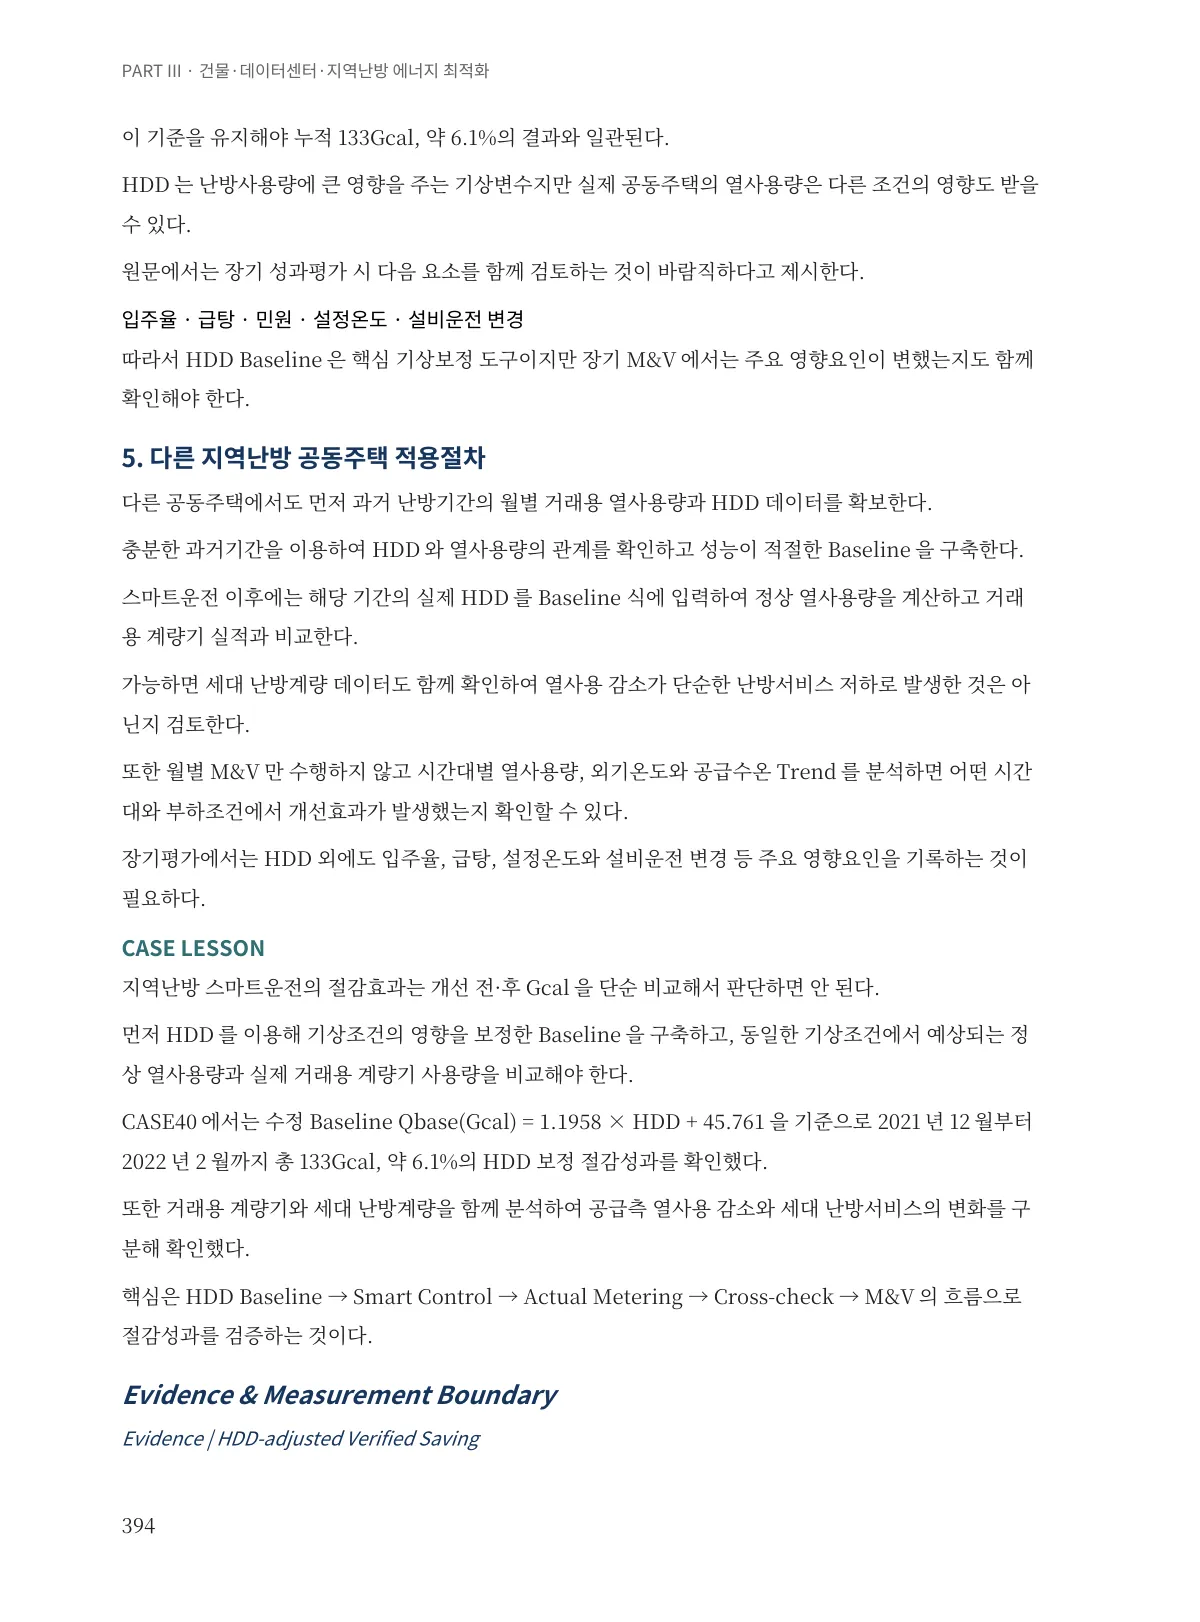 PART III · 건물·데이터센터·지역난방 에너지 최적화
이 기준을 유지해야 누적 133Gcal, 약 6.1%의 결과와 일관된다.
HDD 는 난방사용량에 큰 영향을 주는 기상변수지만 실제 공동주택의 열사용량은 다른 조건의 영향도 받을
수 있다.
원문에서는 장기 성과평가 시 다음 요소를 함께 검토하는 것이 바람직하다고 제시한다.
입주율 · 급탕 · 민원 · 설정온도 · 설비운전 변경
따라서 HDD Baseline 은 핵심 기상보정 도구이지만 장기 M&V 에서는 주요 영향요인이 변했는지도 함께
확인해야 한다.
5. 다른 지역난방 공동주택 적용절차
다른 공동주택에서도 먼저 과거 난방기간의 월별 거래용 열사용량과 HDD 데이터를 확보한다.
충분한 과거기간을 이용하여 HDD 와 열사용량의 관계를 확인하고 성능이 적절한 Baseline 을 구축한다.
스마트운전 이후에는 해당 기간의 실제 HDD 를 Baseline 식에 입력하여 정상 열사용량을 계산하고 거래
용 계량기 실적과 비교한다.
가능하면 세대 난방계량 데이터도 함께 확인하여 열사용 감소가 단순한 난방서비스 저하로 발생한 것은 아
닌지 검토한다.
또한 월별 M&V 만 수행하지 않고 시간대별 열사용량, 외기온도와 공급수온 Trend 를 분석하면 어떤 시간
대와 부하조건에서 개선효과가 발생했는지 확인할 수 있다.
장기평가에서는 HDD 외에도 입주율, 급탕, 설정온도와 설비운전 변경 등 주요 영향요인을 기록하는 것이
필요하다.
CASE LESSON
지역난방 스마트운전의 절감효과는 개선 전·후 Gcal 을 단순 비교해서 판단하면 안 된다.
먼저 HDD 를 이용해 기상조건의 영향을 보정한 Baseline 을 구축하고, 동일한 기상조건에서 예상되는 정
상 열사용량과 실제 거래용 계량기 사용량을 비교해야 한다.
CASE40 에서는 수정 Baseline Qbase(Gcal) = 1.1958 × HDD + 45.761 을 기준으로 2021 년 12 월부터
2022 년 2 월까지 총 133Gcal, 약 6.1%의 HDD 보정 절감성과를 확인했다.
또한 거래용 계량기와 세대 난방계량을 함께 분석하여 공급측 열사용 감소와 세대 난방서비스의 변화를 구
분해 확인했다.
핵심은 HDD Baseline → Smart Control → Actual Metering → Cross-check → M&V 의 흐름으로
절감성과를 검증하는 것이다.
Evidence & Measurement Boundary
Evidence | HDD-adjusted Verified Saving
394